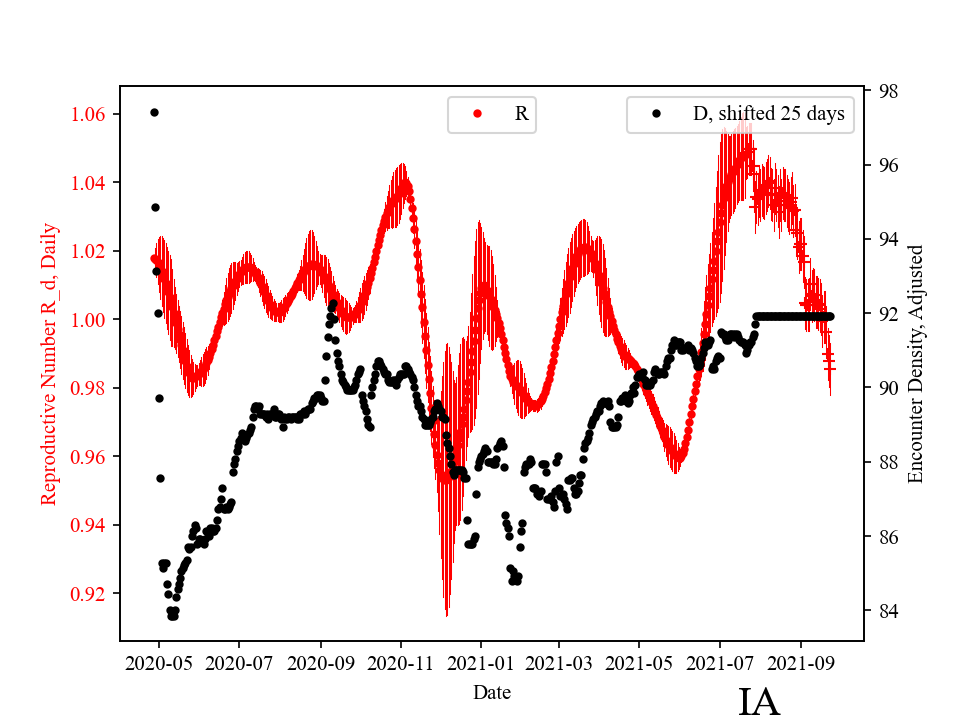 R
D, shifted 25 days
Reproductive Number R_d, Daily
1.06
1.04
1.02
1.00
0.98
0.96
0.94
0.92
98
96
94
92
90
88
86
84
Encounter Density, Adjusted
2020-05 2020-07 2020-09 2020-11 2021-01 2021-03 2021-05 2021-07 2021-09
Date
IA